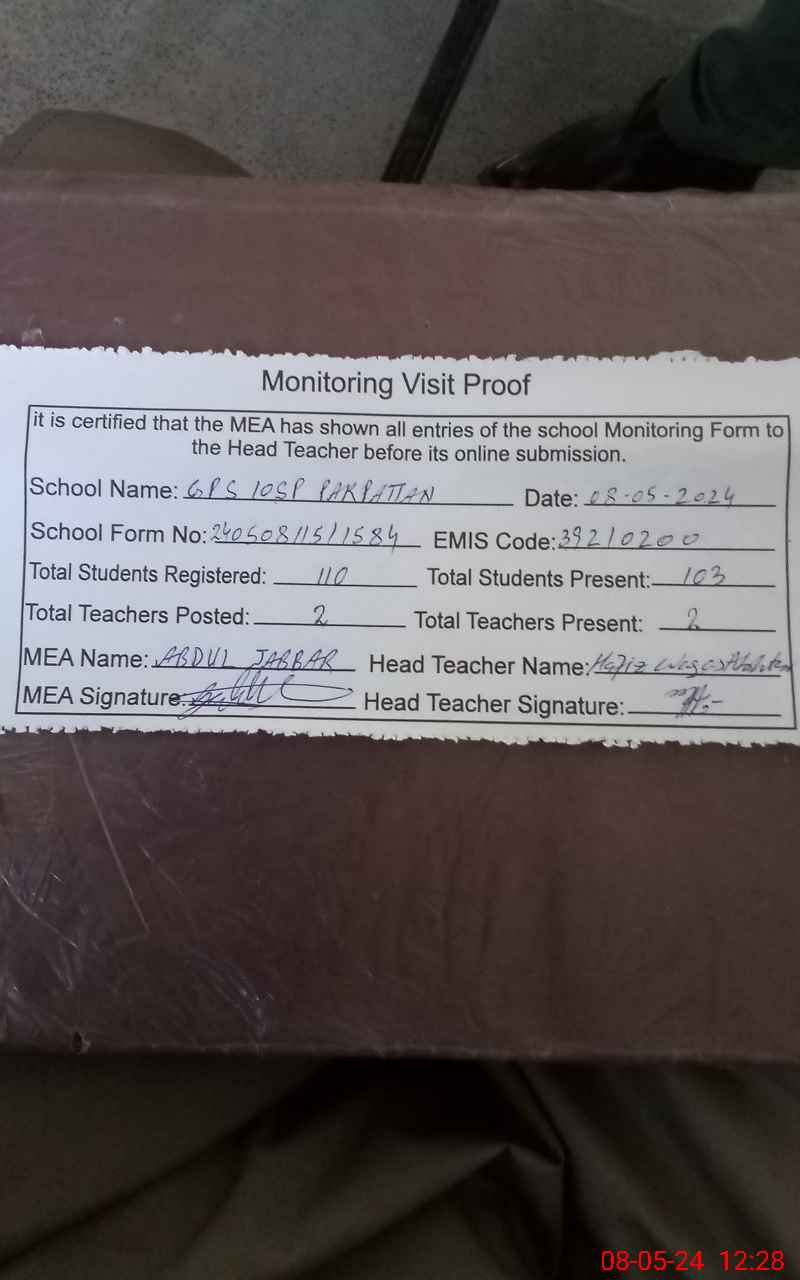 Monitoring Visit Proof
it is certified that the MEA has shown all entries of the school Monitoring Form to
the Head Teacher before its online submission.
School Name: GPS 10SP PAKPATTAN Date: 08-05-2024
School Form No: 240508115/1584 EMIS Code: 39210200
Total Students Registered: 110 Total Students Present: 103
Total Teachers Posted: 2 Total Teachers Present: 2
MEA Name: ABDUL JABBAR Head Teacher Name: Hafiz
MEA Signature: Head Teacher Signature:
08-05-24 12:28